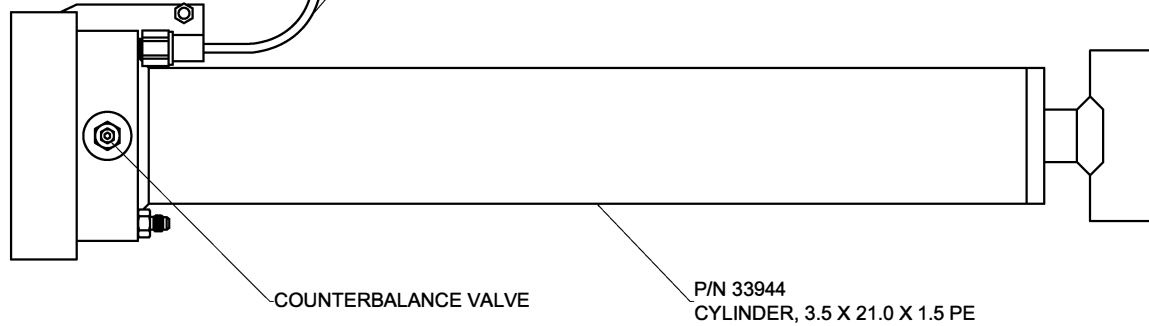 COUNTERBALANCE VALVE
P/N 33944
CYLINDER, 3.5 X 21.0 X 1.5 PE